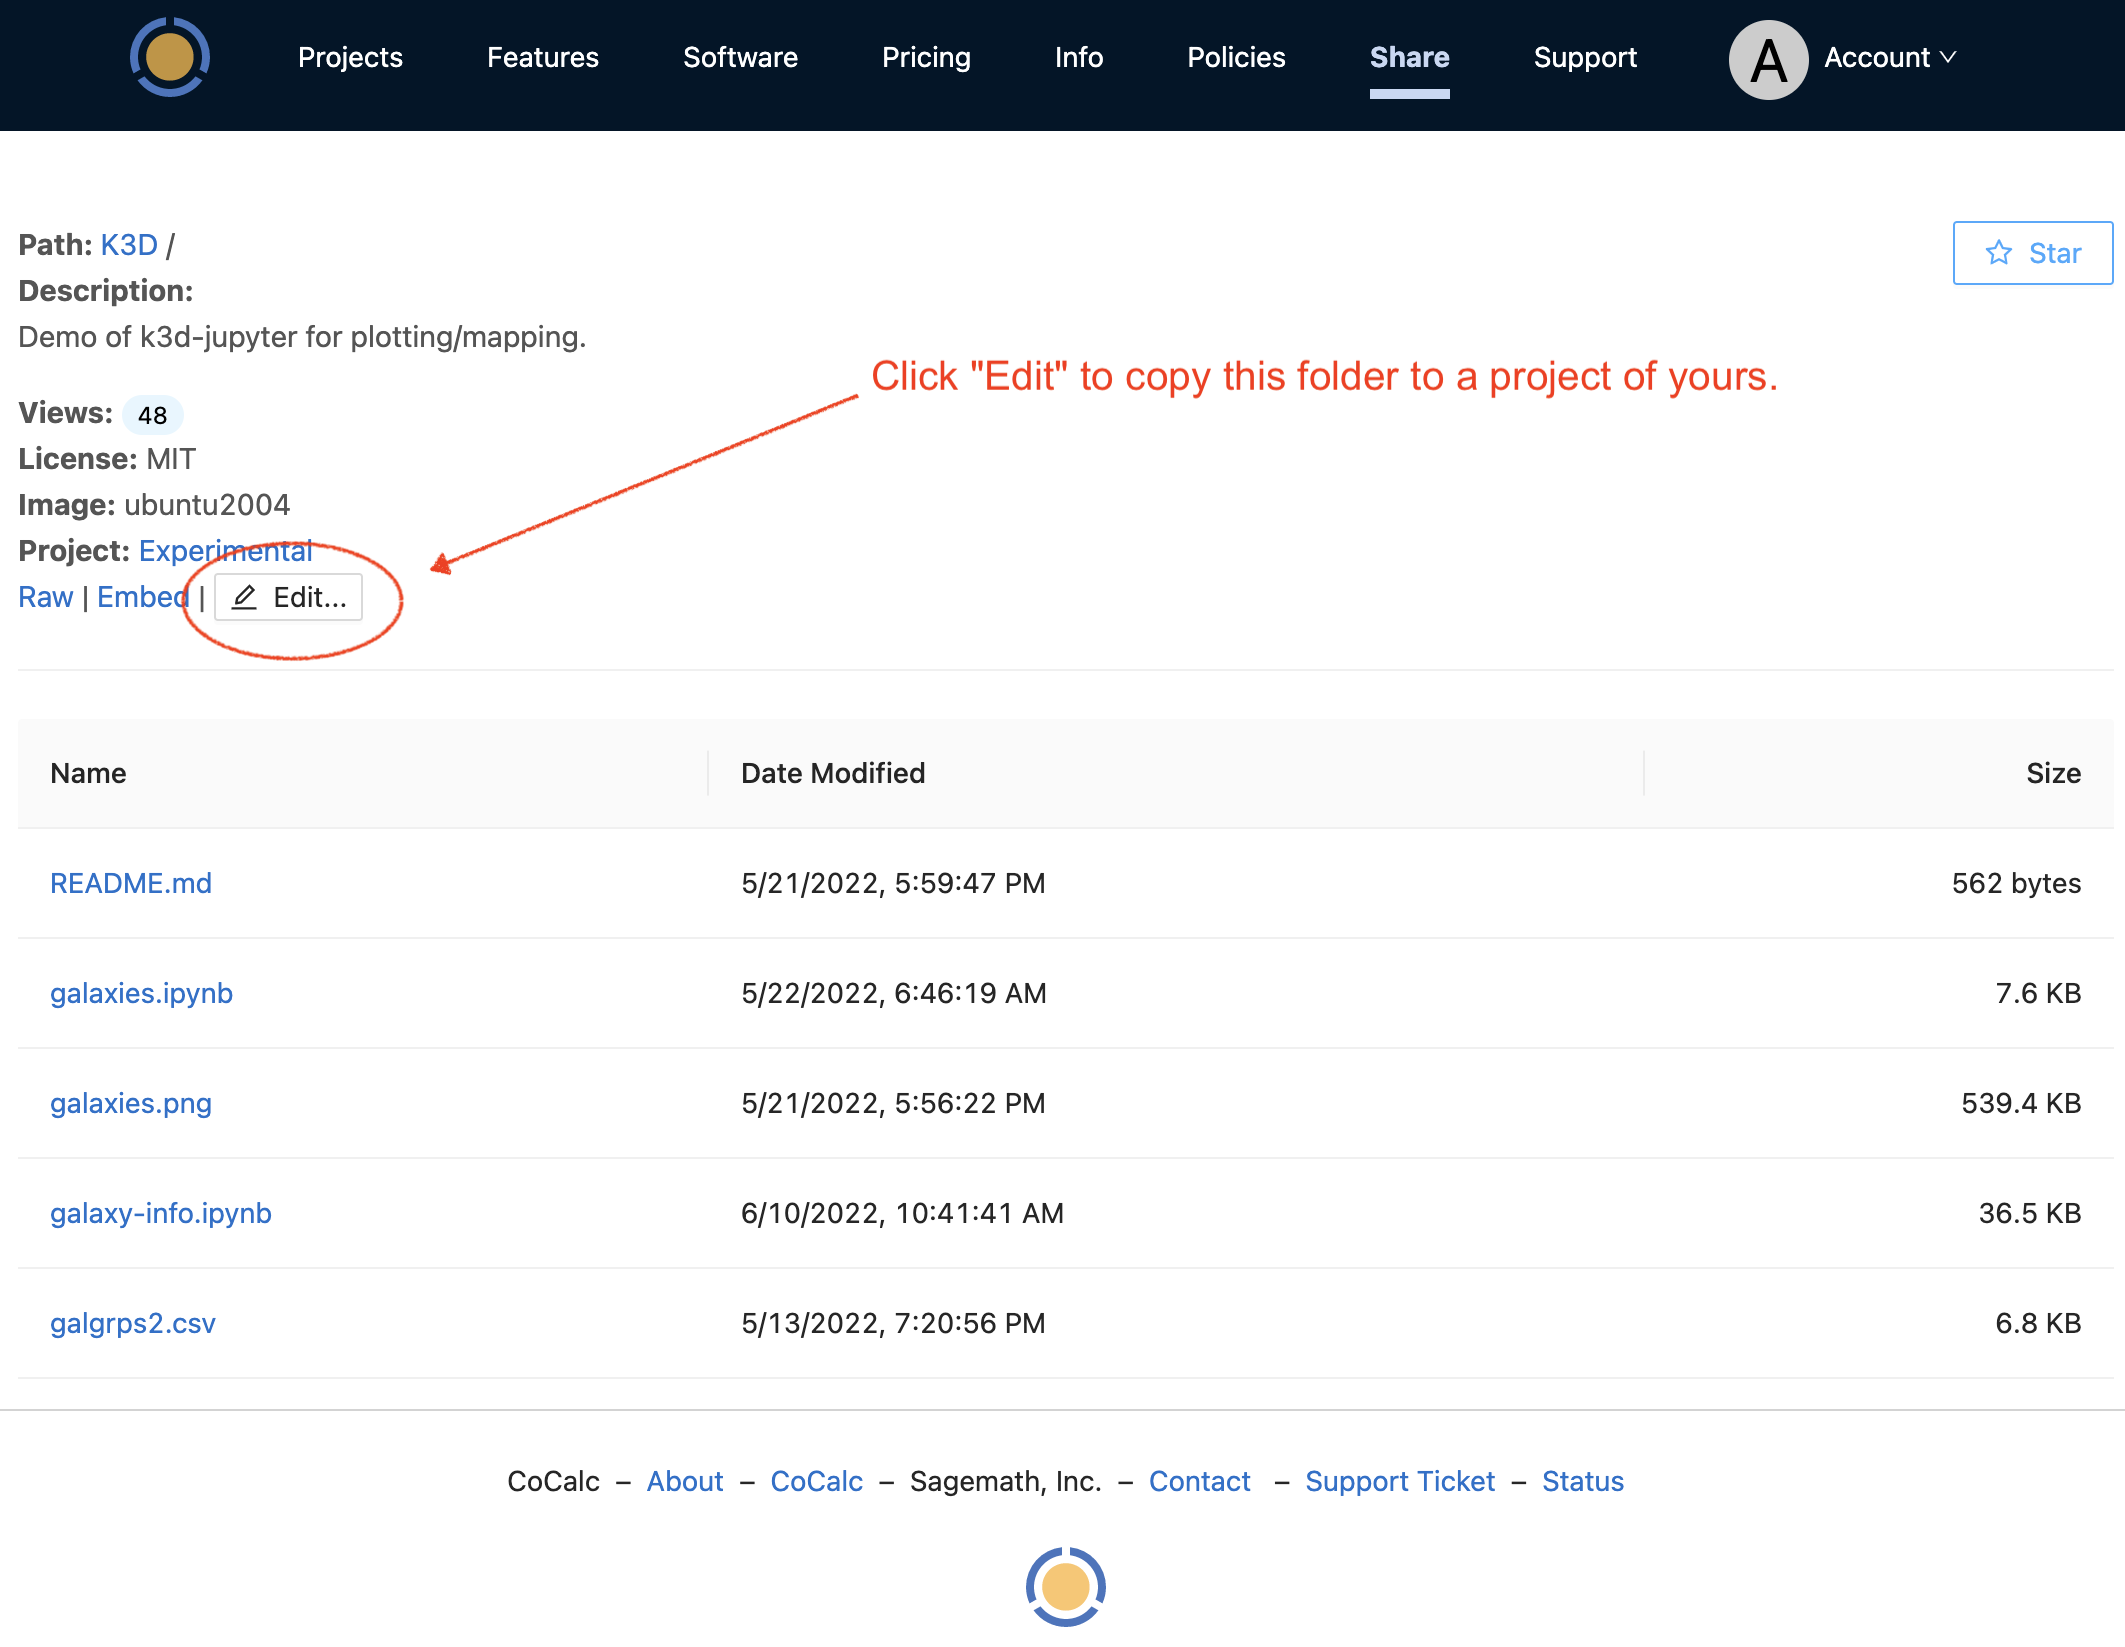 Projects Features Software Pricing Info Policies Share Support A Account
Path: K3D /
Star
Description:
Demo of k3d-jupyter for plotting/mapping.
Click "Edit" to copy this folder to a project of yours.
Views: 48
License: MIT
Image: ubuntu2004
Project: Experimental
Raw | Embed | Edit...
Name Date Modified Size
README.md 5/21/2022, 5:59:47 PM 562 bytes
galaxies.ipynb 5/22/2022, 6:46:19 AM 7.6 KB
galaxies.png 5/21/2022, 5:56:22 PM 539.4 KB
galaxy-info.ipynb 6/10/2022, 10:41:41 AM 36.5 KB
galgrps2.csv 5/13/2022, 7:20:56 PM 6.8 KB
CoCalc – About – CoCalc – Sagemath, Inc. – Contact – Support Ticket – Status